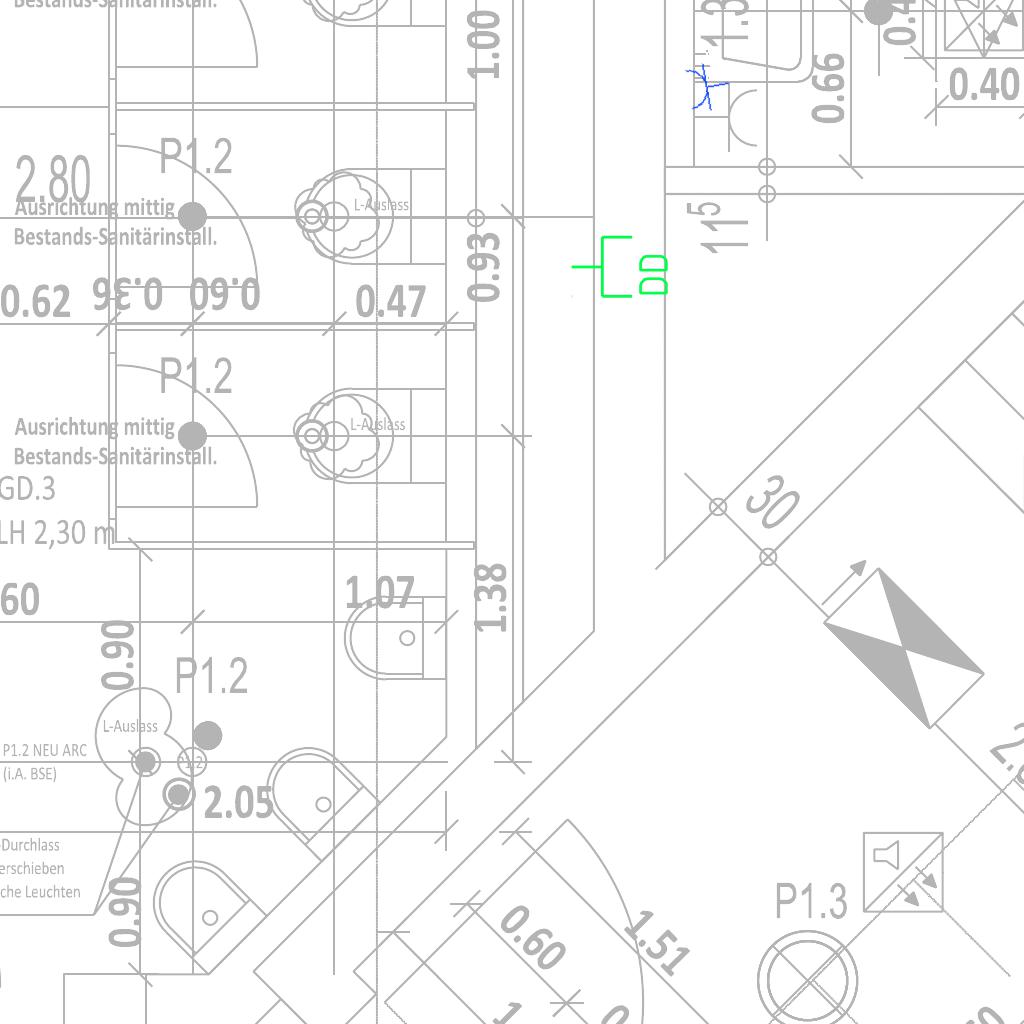 Bestands-Sanitärinstall.
1.00
0.66
0.40
P1.2
2.80
L-Auslass
Ausrichtung mittig
Bestands-Sanitärinstall.
0.93
115
DD
0.62
0.36
0.60
0.47
P1.2
L-Auslass
Ausrichtung mittig
Bestands-Sanitärinstall.
GD.3
LH 2,30 m
30
60
1.07
1.38
0.90
P1.2
L-Auslass
P1.2 NEU ARC
(i.A. BSE)
P1.2
2.05
-Durchlass
erschieben
che Leuchten
0.90
P1.3
0.60
1.51